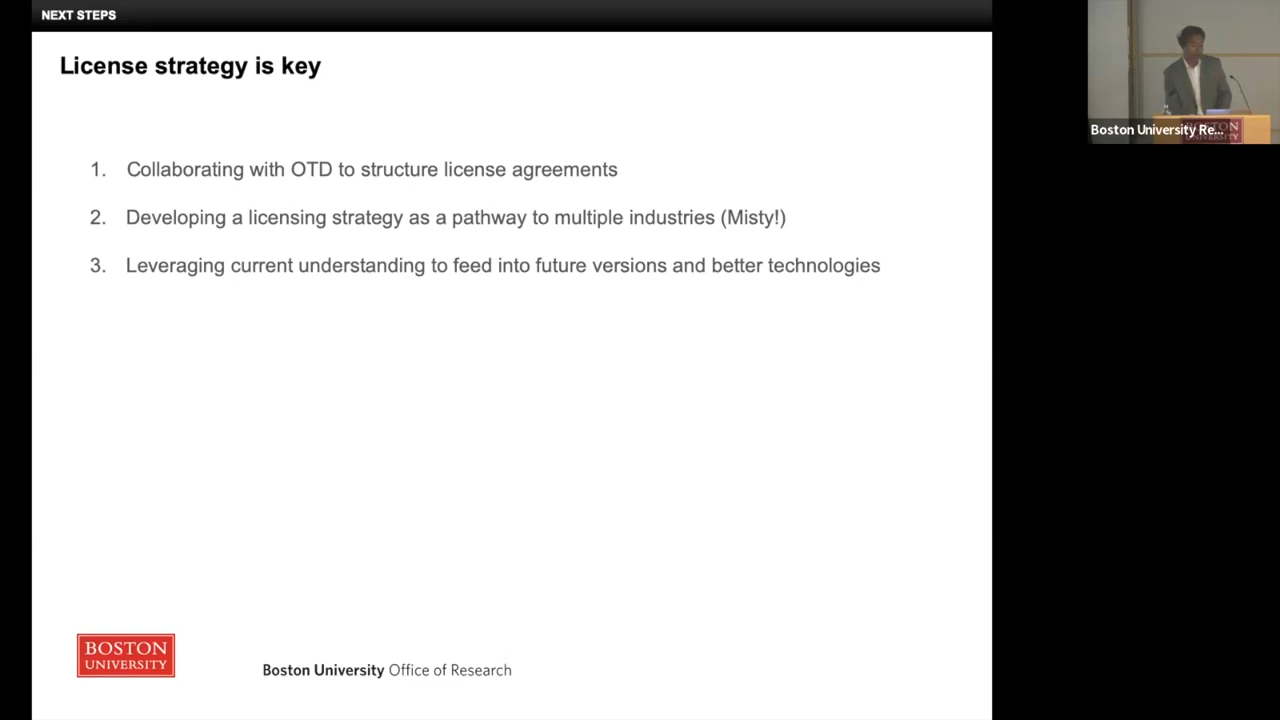 NEXT STEPS
License strategy is key
1. Collaborating with OTD to structure license agreements
2. Developing a licensing strategy as a pathway to multiple industries (Misty!)
3. Leveraging current understanding to feed into future versions and better technologies
BOSTON
UNIVERSITY
Boston University Office of Research
Boston University Re...
BOSTON
UNIVERSITY